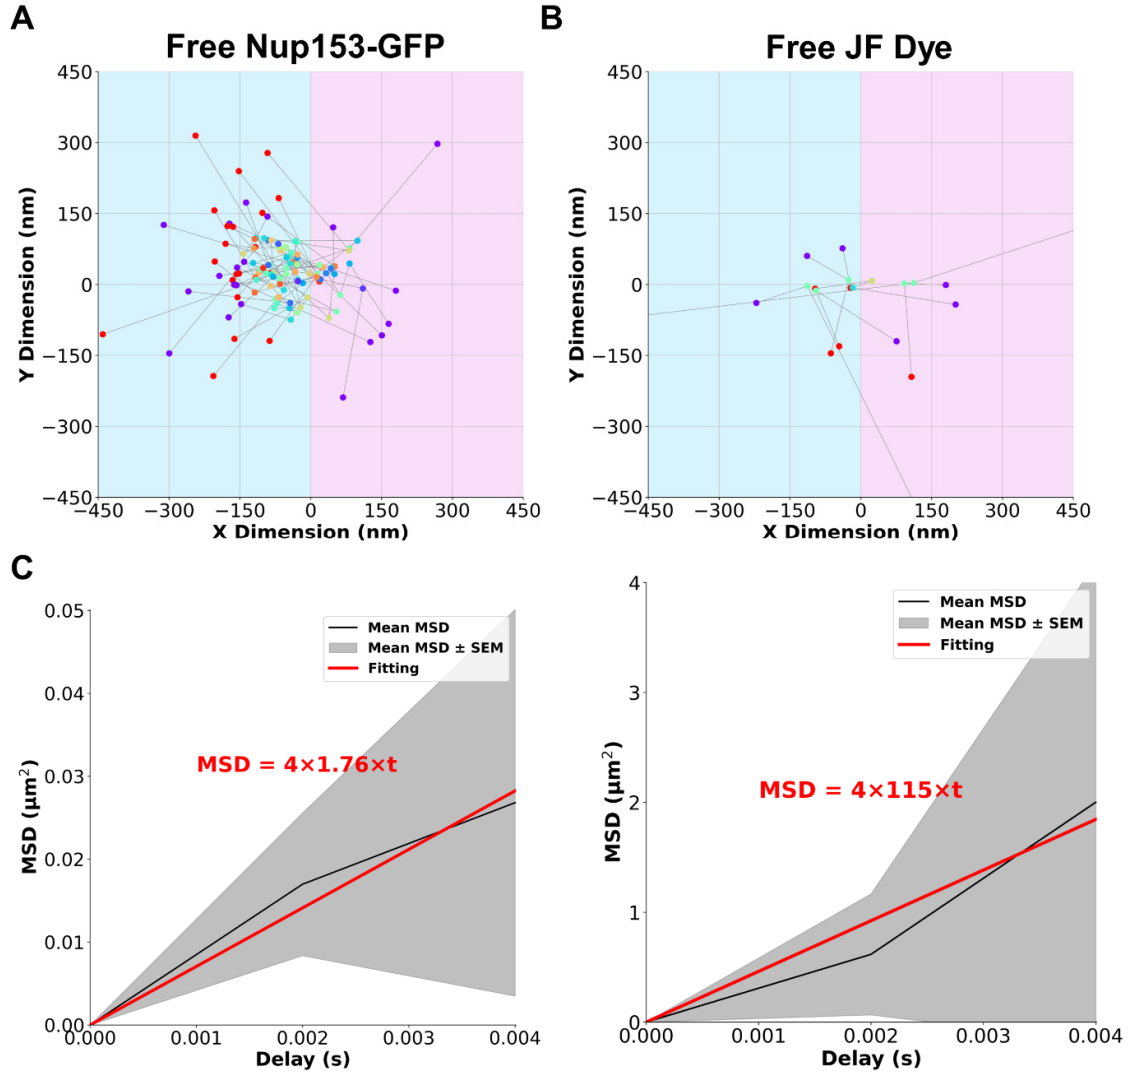 A
Free Nup153-GFP
450
300
150
0
−150
−300
−450
−450
−300
−150
0
150
300
450
Y Dimension (nm)
X Dimension (nm)
B
Free JF Dye
450
300
150
0
−150
−300
−450
−450
−300
−150
0
150
300
450
Y Dimension (nm)
X Dimension (nm)
C
0.05
0.04
0.03
0.02
0.01
0.00
0.000
0.001
0.002
0.003
0.004
MSD (μm²)
Delay (s)
Mean MSD
Mean MSD ± SEM
Fitting
MSD = 4×1.76×t
4
3
2
1
0
0.000
0.001
0.002
0.003
0.004
MSD (μm²)
Delay (s)
Mean MSD
Mean MSD ± SEM
Fitting
MSD = 4×115×t